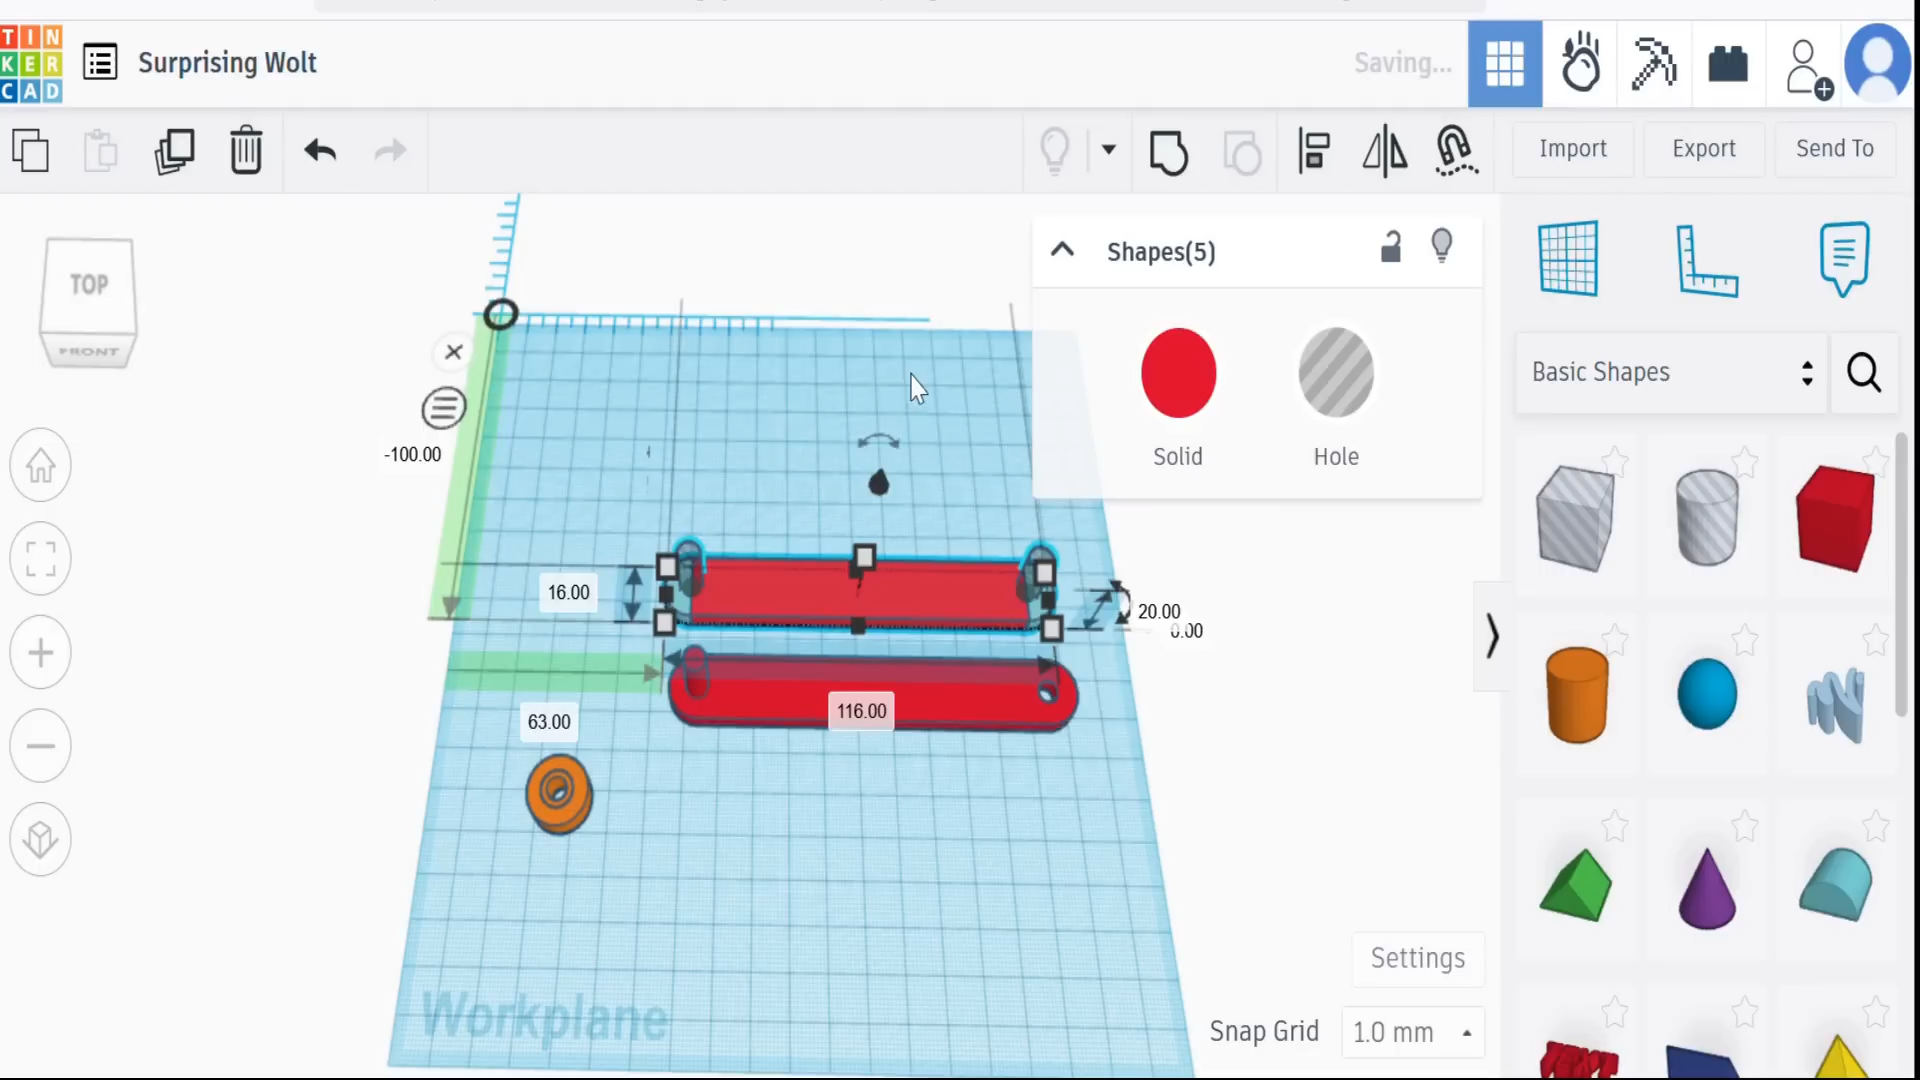 TIN
KER
CAD
Surprising Wolt
Saving...
Import
Export
Send To
TOP
FRONT
Shapes(5)
Solid
Hole
Basic Shapes
-100.00
16.00
20.00
0.00
63.00
116.00
Workplane
Settings
Snap Grid
1.0 mm